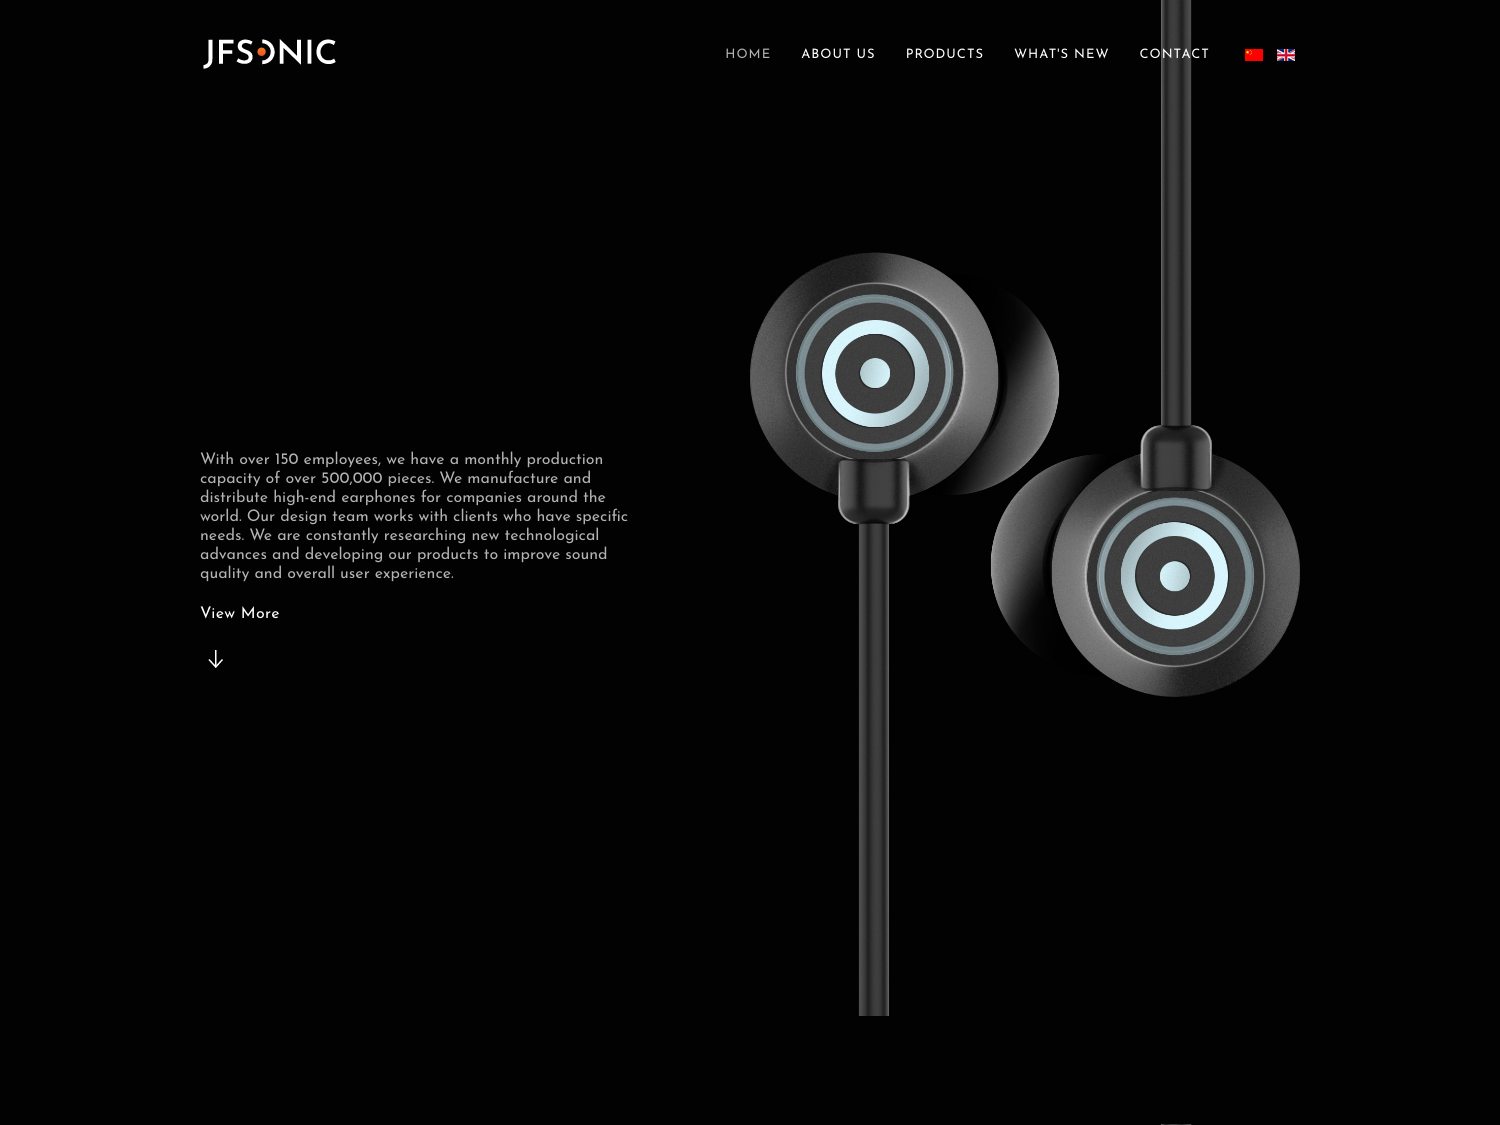 JFSONIC
HOME ABOUT US PRODUCTS WHAT'S NEW CONTACT
With over 150 employees, we have a monthly production
capacity of over 500,000 pieces. We manufacture and
distribute high-end earphones for companies around the
world. Our design team works with clients who have specific
needs. We are constantly researching new technological
advances and developing our products to improve sound
quality and overall user experience.
View More